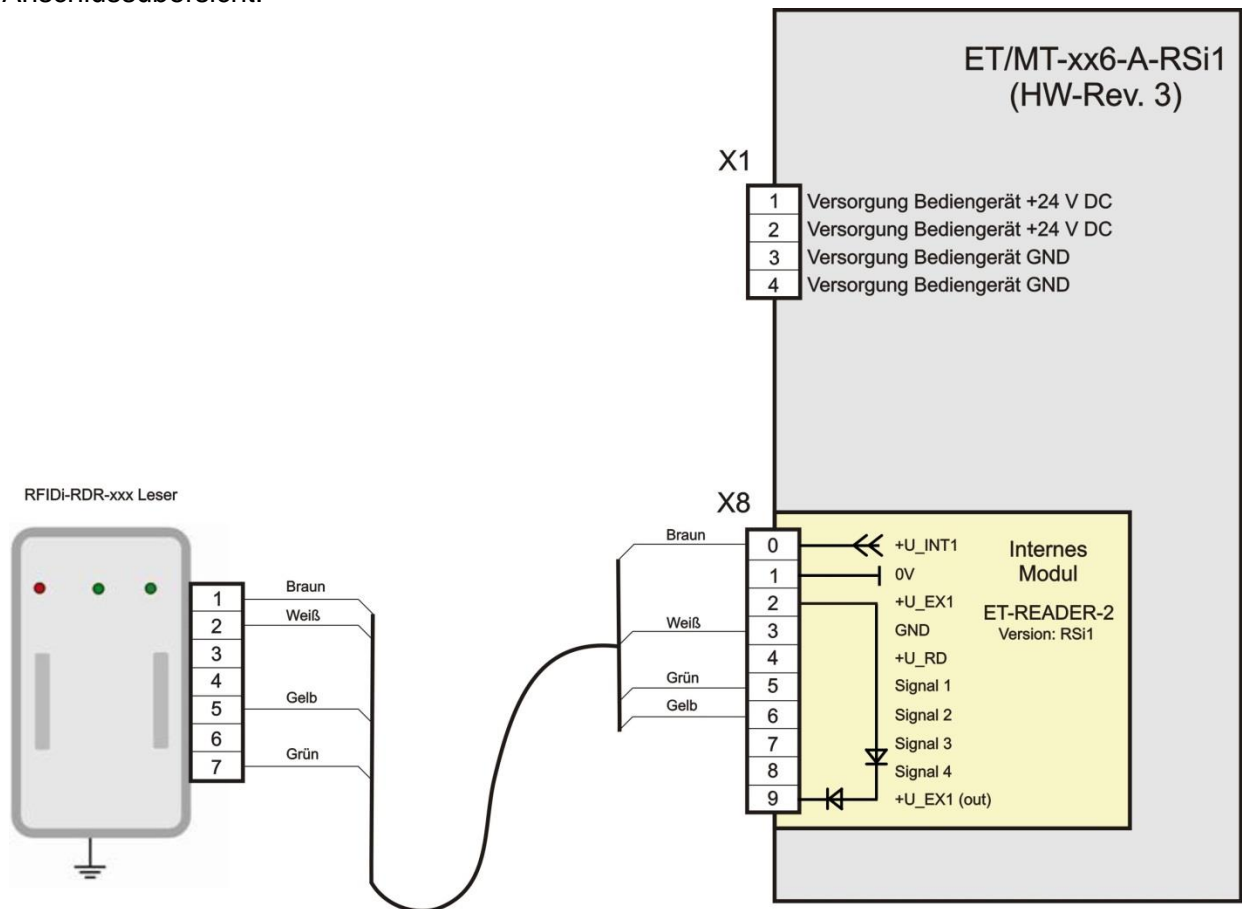 Anschlussübersicht:
ET/MT-xx6-A-RSi1
(HW-Rev. 3)
X1
1 Versorgung Bediengerät +24 V DC
2 Versorgung Bediengerät +24 V DC
3 Versorgung Bediengerät GND
4 Versorgung Bediengerät GND
RFIDi-RDR-xxx Leser
1 Braun
2 Weiß
3
4
5 Gelb
6
7 Grün
X8
Braun 0 +U_INT1
1 0V
2 +U_EX1
Weiß 3 GND
4 +U_RD
Grün 5 Signal 1
Gelb 6 Signal 2
7 Signal 3
8 Signal 4
9 +U_EX1 (out)
Internes
Modul
ET-READER-2
Version: RSi1